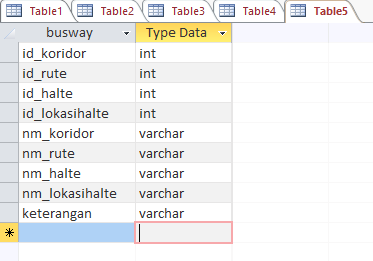 Table1 Table2 Table3 Table4 Table5
busway Type Data
id_koridor int
id_rute int
id_halte int
id_lokasihalte int
nm_koridor varchar
nm_rute varchar
nm_halte varchar
nm_lokasihalte varchar
keterangan varchar
*